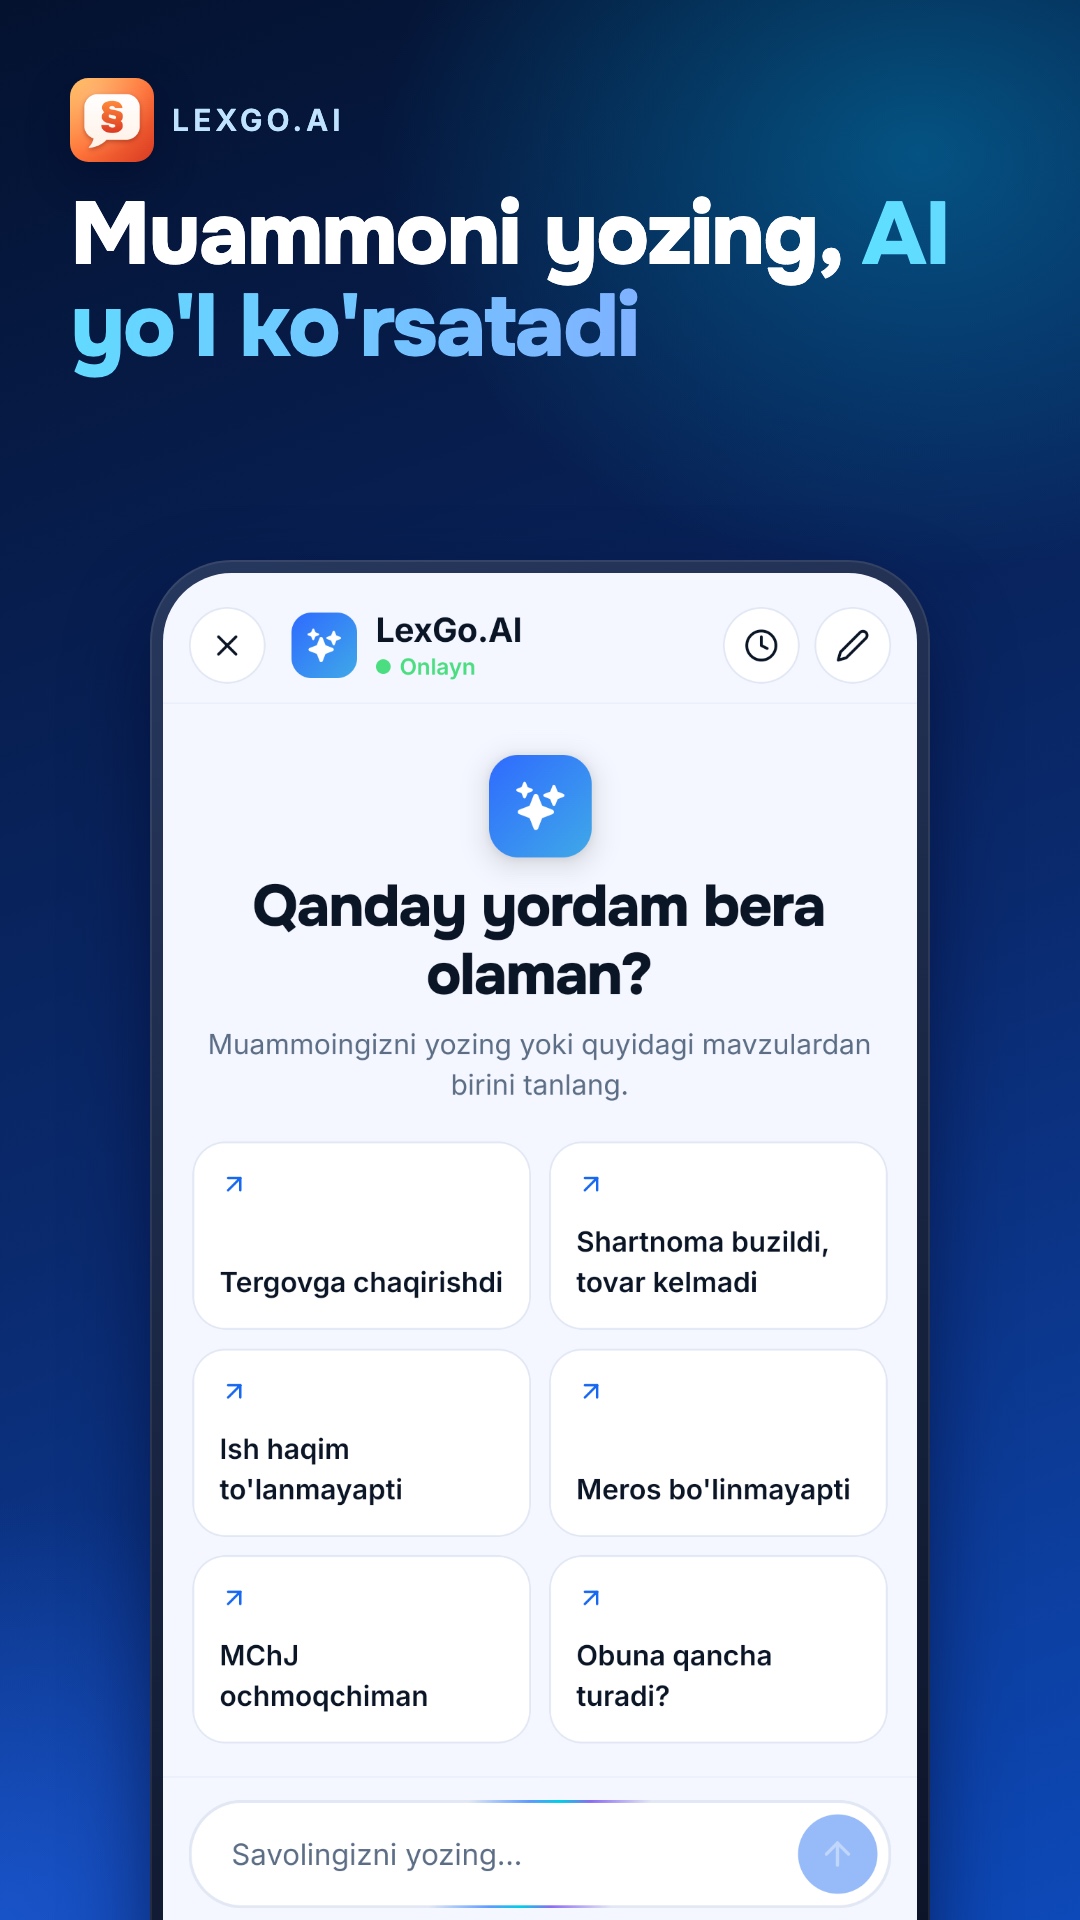 §
LEXGO.AI
Muammoni yozing, AI
yo'l ko'rsatadi
LexGo.AI
Onlayn
Qanday yordam bera
olaman?
Muammoingizni yozing yoki quyidagi mavzulardan
birini tanlang.
Tergovga chaqirishdi
Shartnoma buzildi,
tovar kelmadi
Ish haqim
to'lanmayapti
Meros bo'linmayapti
MChJ
ochmoqchiman
Obuna qancha
turadi?
Savolingizni yozing...